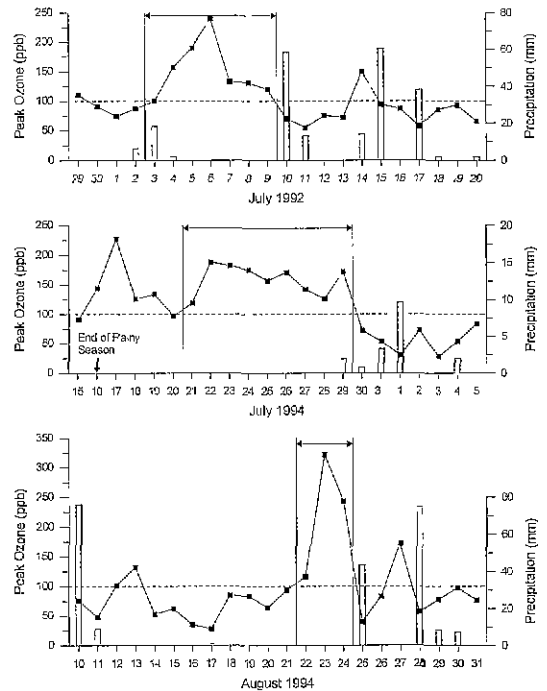 250
200
150
100
50
0
Peak Ozone (ppb)
80
60
40
20
0
Precipitation (mm)
29 30 1 2 3 4 5 6 7 8 9 10 11 12 13 14 15 16 17 18 19 20
July 1992
250
200
150
100
50
0
Peak Ozone (ppb)
End of Rainy
Season
20
15
10
5
0
Precipitation (mm)
15 16 17 18 19 20 21 22 23 24 25 26 27 28 29 30 31 1 2 3 4 5
July 1994
350
300
250
200
150
100
50
0
Peak Ozone (ppb)
80
60
40
20
0
Precipitation (mm)
10 11 12 13 14 15 16 17 18 19 20 21 22 23 24 25 26 27 28 29 30 31
August 1994